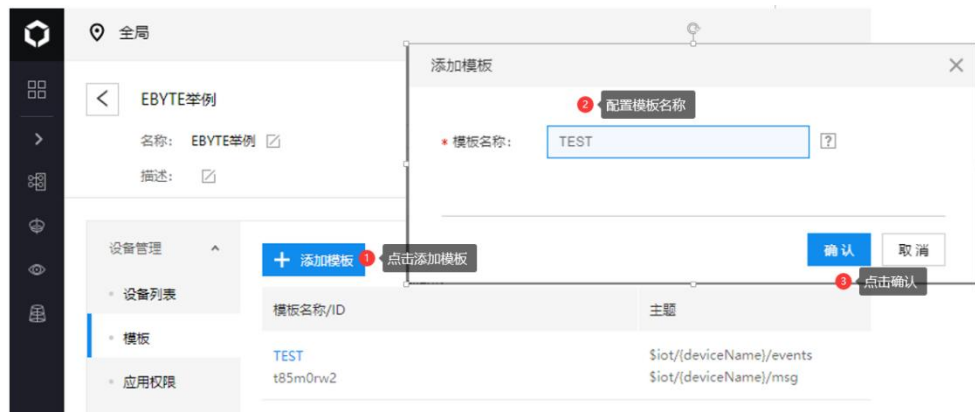 全局
EBYTE举例
名称： EBYTE举例
描述：
添加模板
2 配置模板名称
* 模板名称： TEST ?
确认 取消
3 点击确认
设备管理
设备列表
模板
应用权限
+ 添加模板 1 点击添加模板
模板名称/ID 主题
TEST $iot/{deviceName}/events
t85m0rw2 $iot/{deviceName}/msg